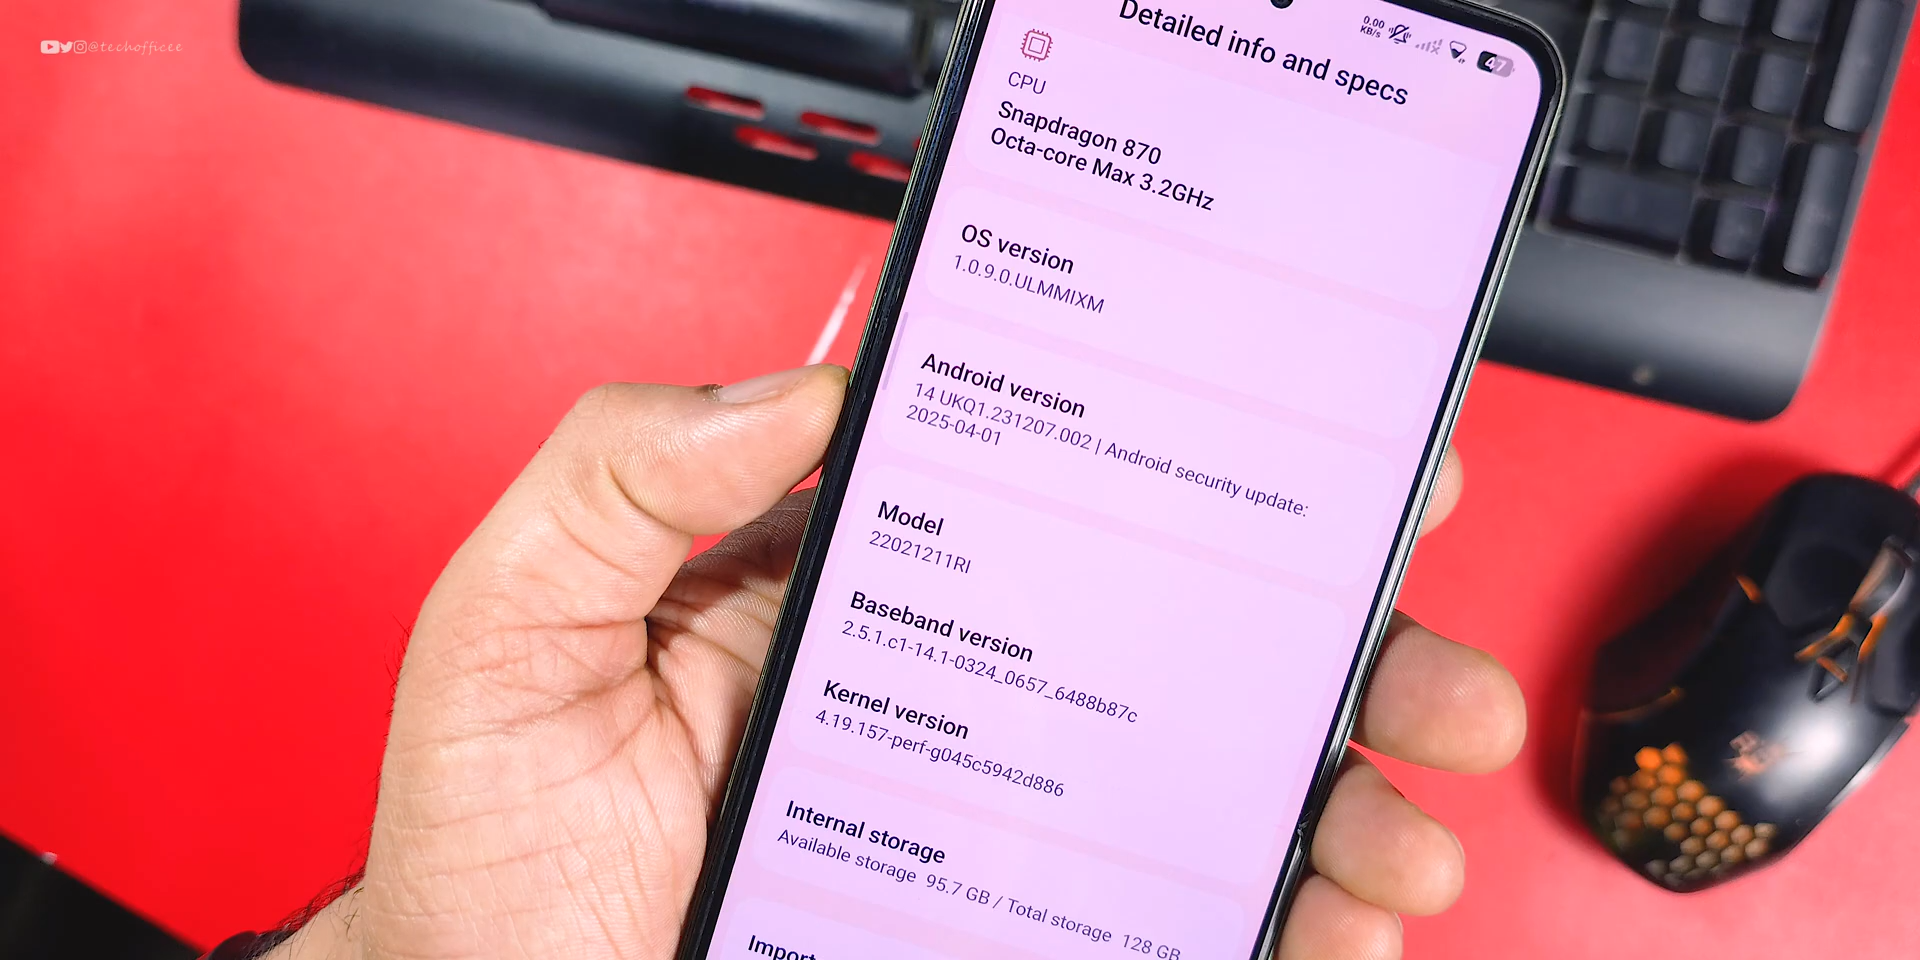 @techofficee
0.00
KB/s
47
Detailed info and specs
CPU
Snapdragon 870
Octa-core Max 3.2GHz
OS version
1.0.9.0.ULMMIXM
Android version
14 UKQ1.231207.002 | Android security update:
2025-04-01
Model
22021211RI
Baseband version
2.5.1.c1-14.1-0324_0657_6488b87c
Kernel version
4.19.157-perf-g045c5942d886
Internal storage
Available storage 95.7 GB / Total storage 128 GB